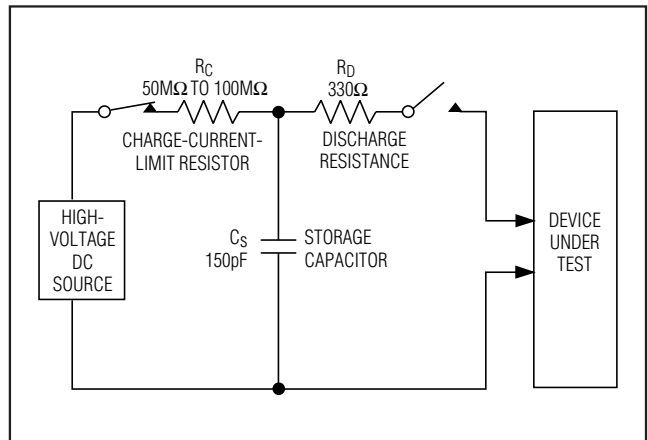 R_C
50MΩ TO 100MΩ
CHARGE-CURRENT-
LIMIT RESISTOR
R_D
330Ω
DISCHARGE
RESISTANCE
HIGH-
VOLTAGE
DC
SOURCE
C_S
150pF
STORAGE
CAPACITOR
DEVICE
UNDER
TEST